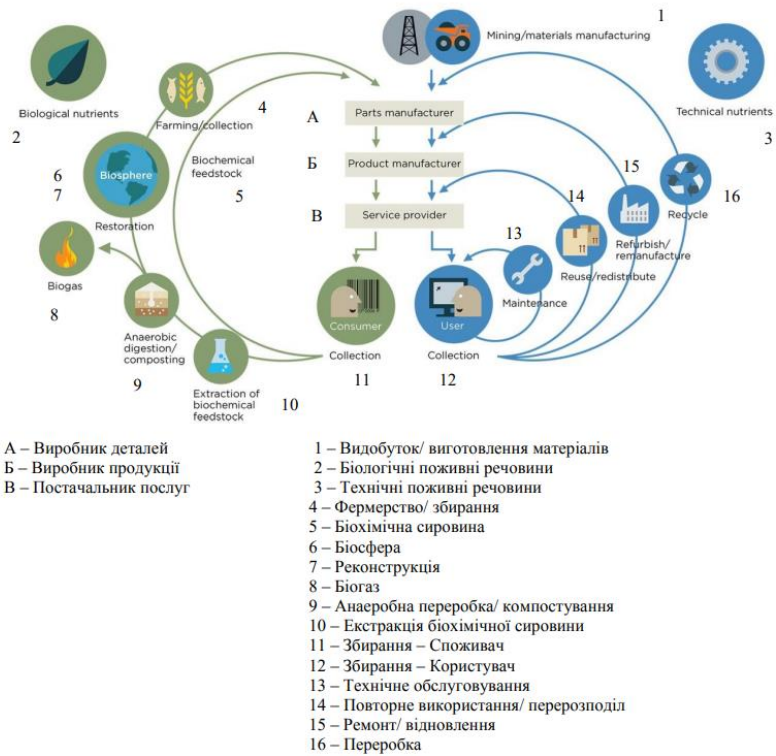 1
Mining/materials manufacturing
Biological nutrients
2
Farming/collection
4
Technical nutrients
3
А
Parts manufacturer
Б
Product manufacturer
В
Service provider
Biochemical
feedstock
5
6
7
Biosphere
Restoration
Biogas
8
Anaerobic
digestion/
composting
9
Extraction of
biochemical
feedstock
10
Consumer
Collection
11
User
Collection
12
13
Maintenance
14
Reuse/redistribute
15
Refurbish/
remanufacture
16
Recycle
А – Виробник деталей
Б – Виробник продукції
В – Постачальник послуг
1 – Видобуток/ виготовлення матеріалів
2 – Біологічні поживні речовини
3 – Технічні поживні речовини
4 – Фермерство/ збирання
5 – Біохімічна сировина
6 – Біосфера
7 – Реконструкція
8 – Біогаз
9 – Анаеробна переробка/ компостування
10 – Екстракція біохімічної сировини
11 – Збирання – Споживач
12 – Збирання – Користувач
13 – Технічне обслуговування
14 – Повторне використання/ перерозподіл
15 – Ремонт/ відновлення
16 – Переробка